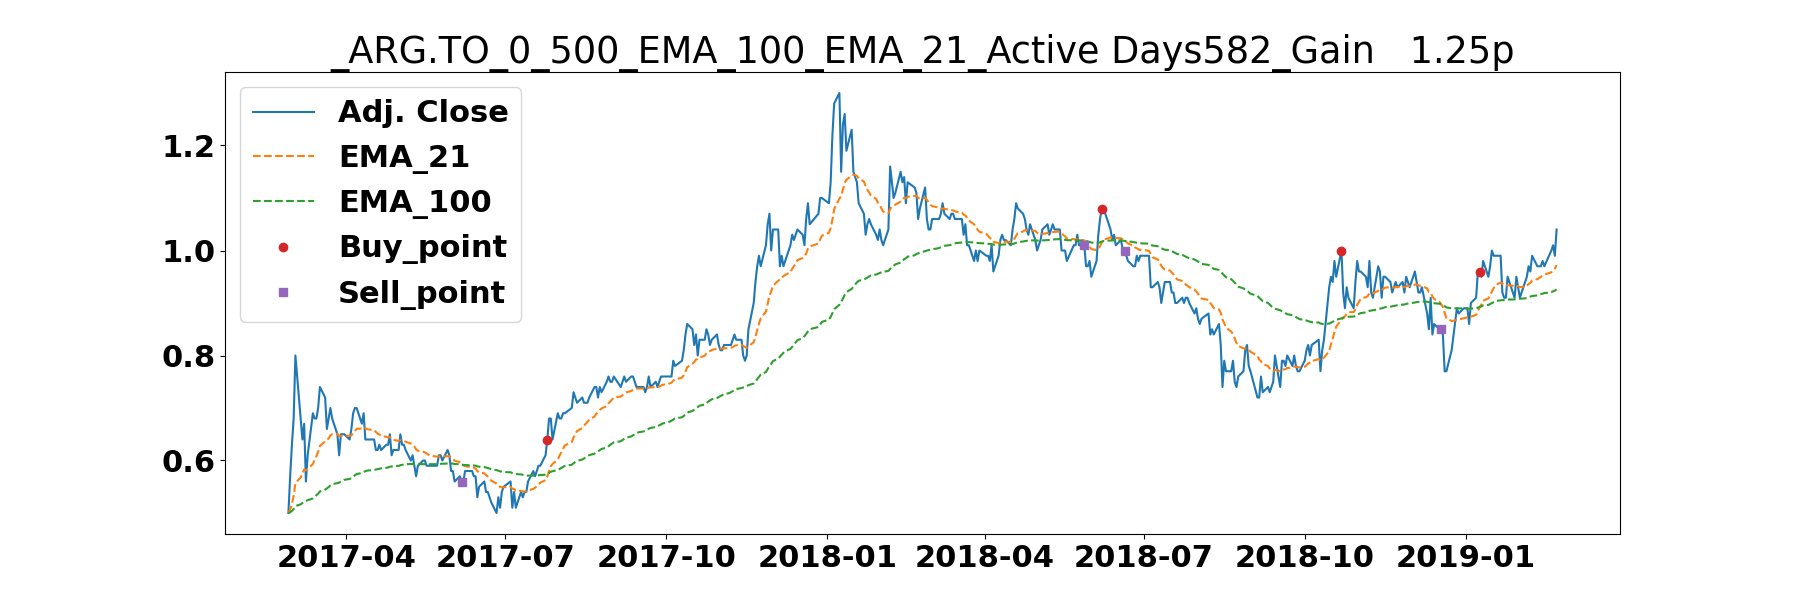 _ARG.TO_0_500_EMA_100_EMA_21_Active Days582_Gain   1.25p
Adj. Close
EMA_21
EMA_100
Buy_point
Sell_point
1.2
1.0
0.8
0.6
2017-04 2017-07 2017-10 2018-01 2018-04 2018-07 2018-10 2019-01